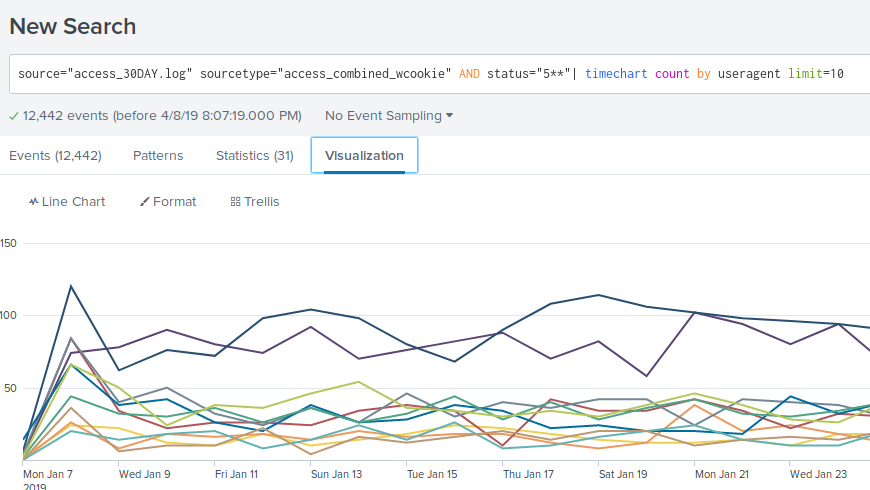 New Search
source="access_30DAY.log" sourcetype="access_combined_wcookie" AND status="5**"| timechart count by useragent limit=10
12,442 events (before 4/8/19 8:07:19.000 PM) No Event Sampling
Events (12,442) Patterns Statistics (31) Visualization
Line Chart Format Trellis
150
100
50
Mon Jan 7 Wed Jan 9 Fri Jan 11 Sun Jan 13 Tue Jan 15 Thu Jan 17 Sat Jan 19 Mon Jan 21 Wed Jan 23
2019